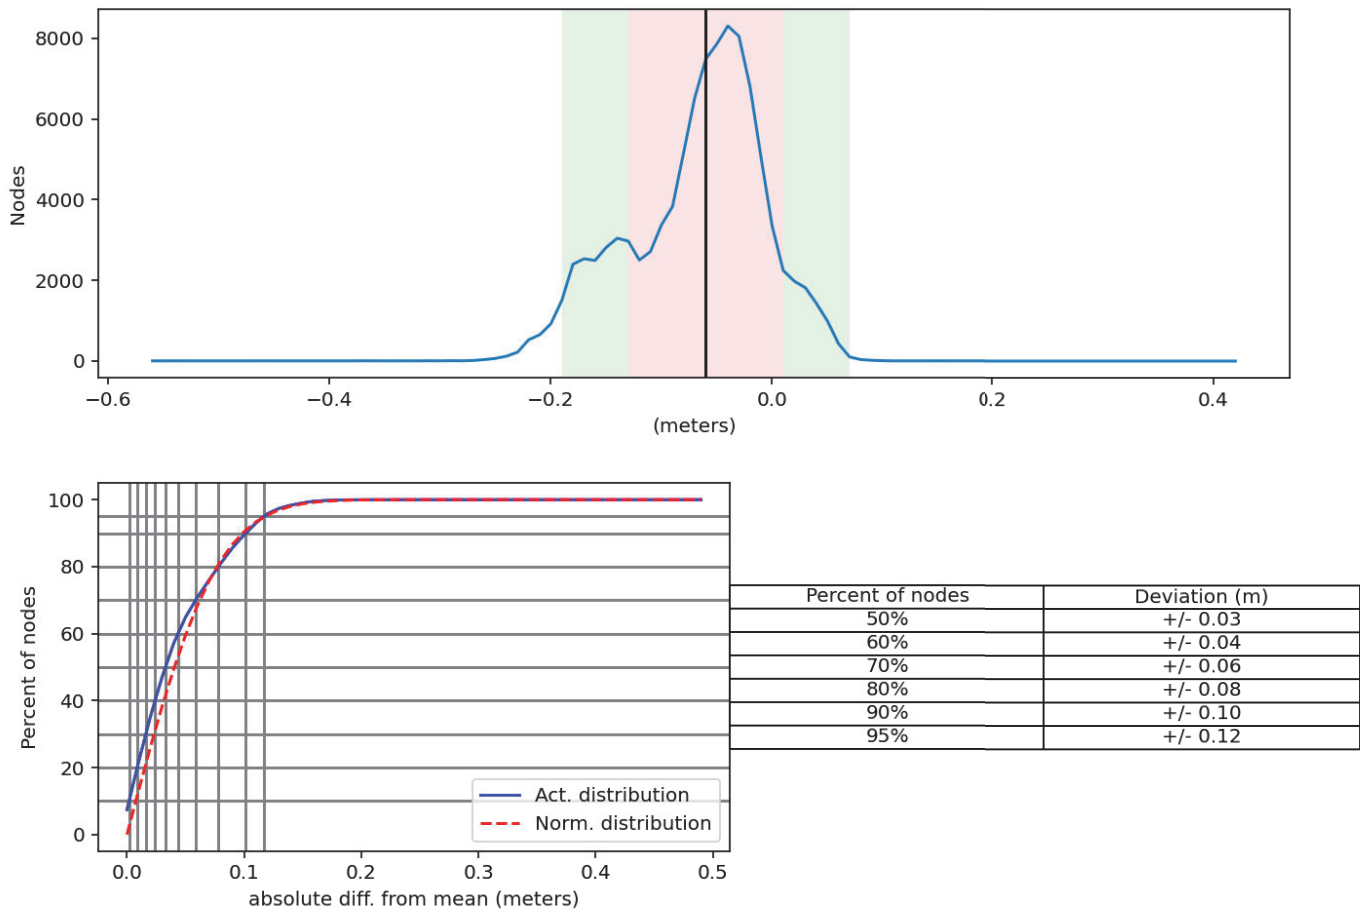 8000
6000
4000
2000
0
Nodes
−0.6 −0.4 −0.2 0.0 0.2 0.4
(meters)
100
80
60
40
20
0
Percent of nodes
Act. distribution
Norm. distribution
0.0 0.1 0.2 0.3 0.4 0.5
absolute diff. from mean (meters)
Percent of nodes Deviation (m)
50% +/- 0.03
60% +/- 0.04
70% +/- 0.06
80% +/- 0.08
90% +/- 0.10
95% +/- 0.12